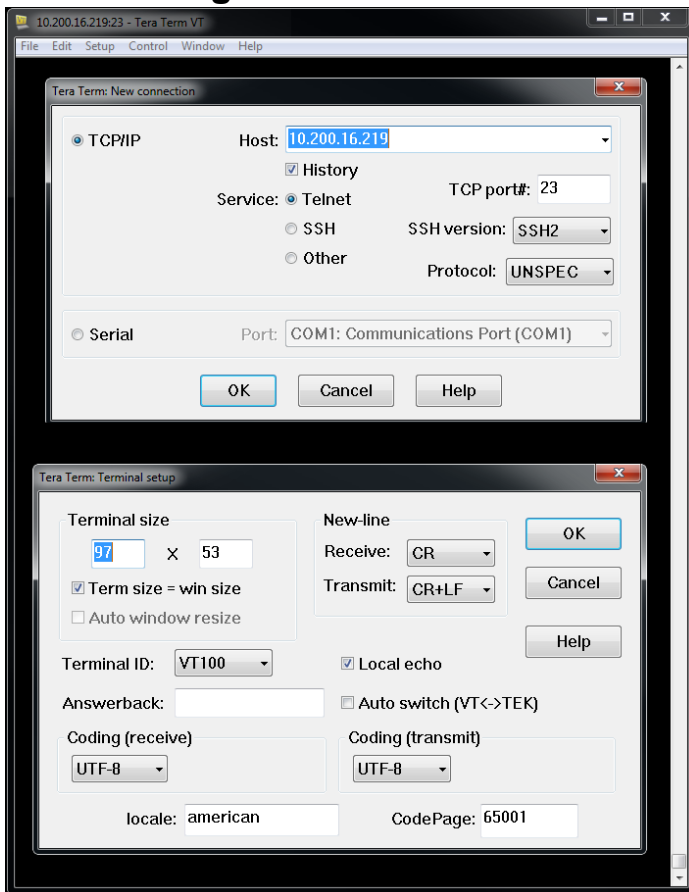 10.200.16.219:23 - Tera Term VT
File Edit Setup Control Window Help
Tera Term: New connection
TCP/IP Host: 10.200.16.219
History
Service: Telnet TCP port#: 23
SSH SSH version: SSH2
Other Protocol: UNSPEC
Serial Port: COM1: Communications Port (COM1)
OK Cancel Help
Tera Term: Terminal setup
Terminal size New-line OK
97 X 53 Receive: CR
Term size = win size Transmit: CR+LF Cancel
Auto window resize
Help
Terminal ID: VT100 Local echo
Answerback: Auto switch (VT<->TEK)
Coding (receive) Coding (transmit)
UTF-8 UTF-8
locale: american CodePage: 65001